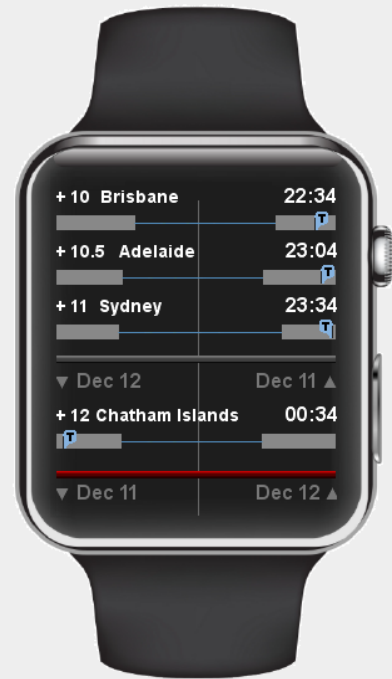 + 10 Brisbane 22:34
T
+ 10.5 Adelaide 23:04
T
+ 11 Sydney 23:34
T
▼ Dec 12 Dec 11 ▲
+ 12 Chatham Islands 00:34
T
▼ Dec 11 Dec 12 ▲